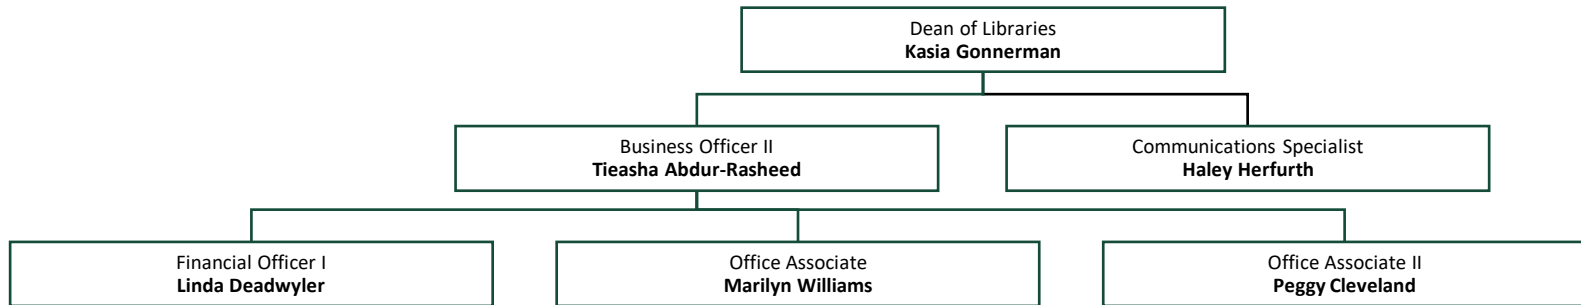 Dean of Libraries
Kasia Gonnerman
Business Officer II
Tieasha Abdur-Rasheed
Communications Specialist
Haley Herfurth
Financial Officer I
Linda Deadwyler
Office Associate
Marilyn Williams
Office Associate II
Peggy Cleveland